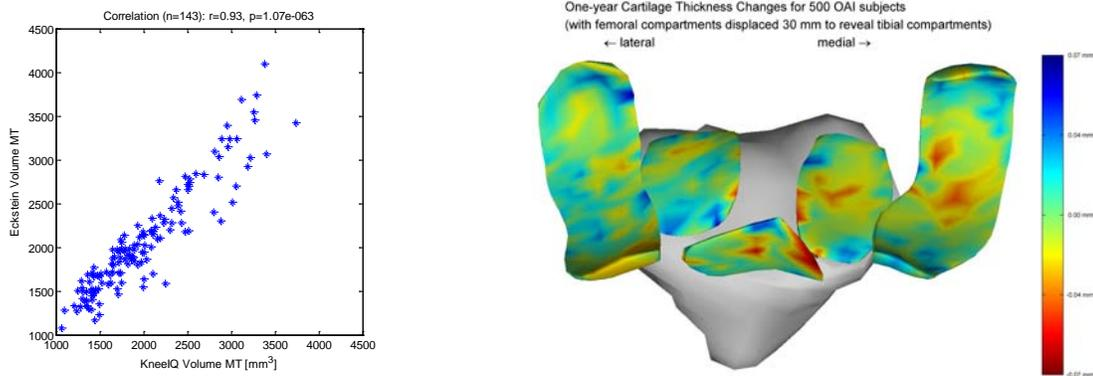 Correlation (n=143): r=0.93, p=1.07e-063
4500
4000
3500
3000
2500
2000
1500
1000
Eckstein Volume MT
1000 1500 2000 2500 3000 3500 4000 4500
KneeIQ Volume MT [mm³]
One-year Cartilage Thickness Changes for 500 OAI subjects
(with femoral compartments displaced 30 mm to reveal tibial compartments)
← lateral medial →
0.07 mm
0.04 mm
0.00 mm
-0.04 mm
-0.07 mm